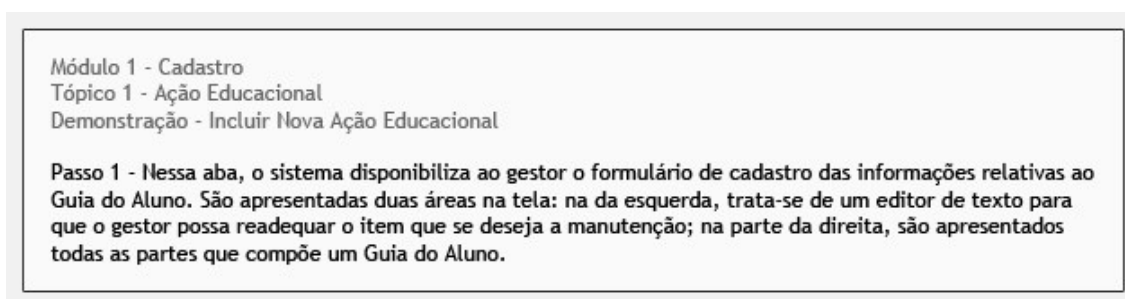 Módulo 1 - Cadastro
Tópico 1 - Ação Educacional
Demonstração - Incluir Nova Ação Educacional
Passo 1 - Nessa aba, o sistema disponibiliza ao gestor o formulário de cadastro das informações relativas ao
Guia do Aluno. São apresentadas duas áreas na tela: na da esquerda, trata-se de um editor de texto para
que o gestor possa readequar o item que se deseja a manutenção; na parte da direita, são apresentados
todas as partes que compõe um Guia do Aluno.